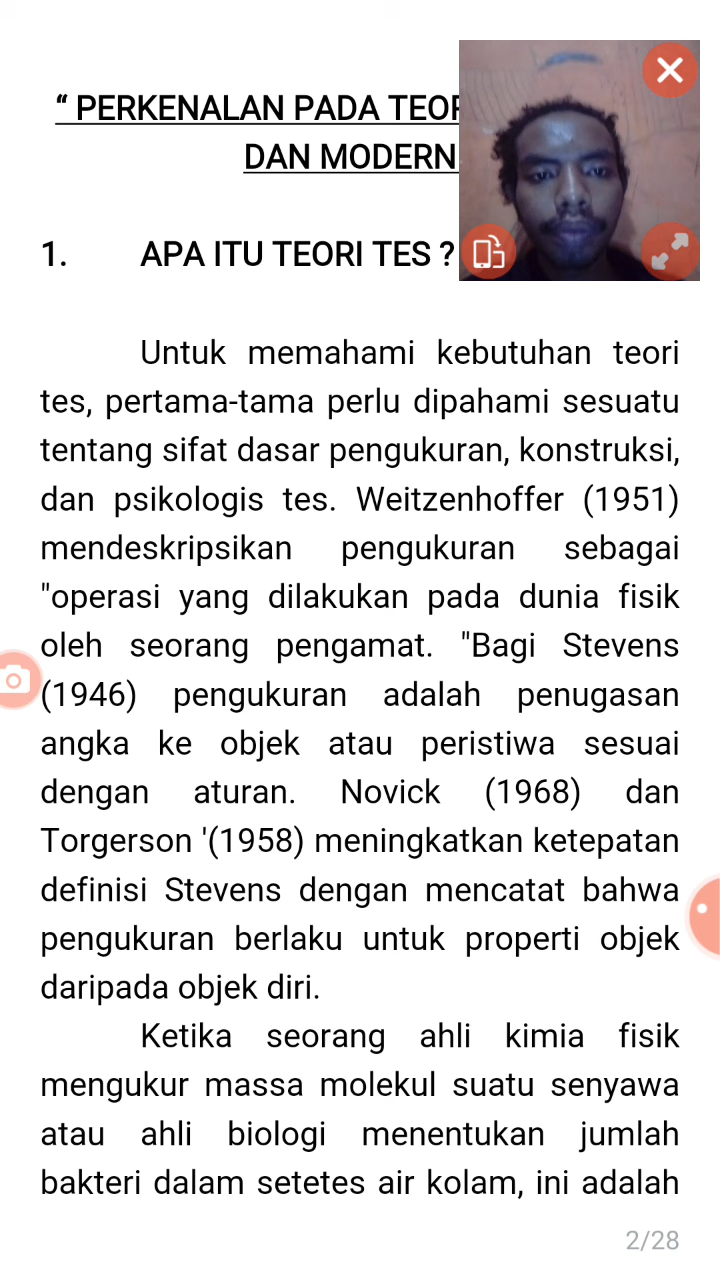 “ PERKENALAN PADA TEOR
DAN MODERN
1. APA ITU TEORI TES ?
Untuk memahami kebutuhan teori
tes, pertama-tama perlu dipahami sesuatu
tentang sifat dasar pengukuran, konstruksi,
dan psikologis tes. Weitzenhoffer (1951)
mendeskripsikan pengukuran sebagai
"operasi yang dilakukan pada dunia fisik
oleh seorang pengamat. "Bagi Stevens
(1946) pengukuran adalah penugasan
angka ke objek atau peristiwa sesuai
dengan aturan. Novick (1968) dan
Torgerson '(1958) meningkatkan ketepatan
definisi Stevens dengan mencatat bahwa
pengukuran berlaku untuk properti objek
daripada objek diri.
Ketika seorang ahli kimia fisik
mengukur massa molekul suatu senyawa
atau ahli biologi menentukan jumlah
bakteri dalam setetes air kolam, ini adalah
2/28